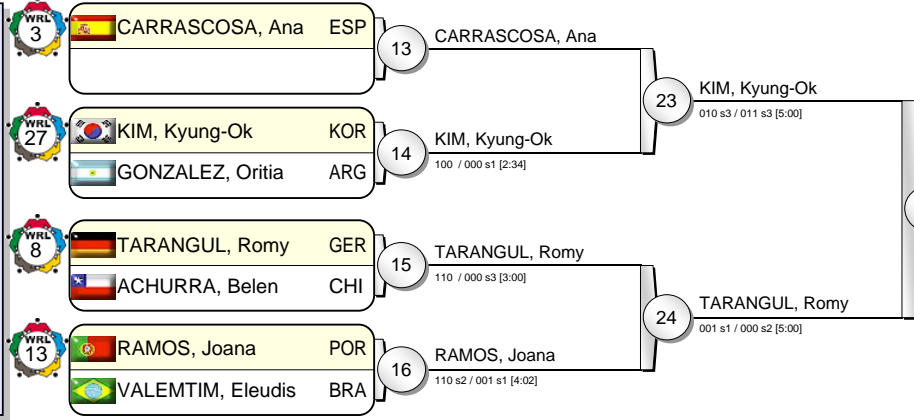 WRL
3
CARRASCOSA, Ana ESP
13
CARRASCOSA, Ana
23
KIM, Kyung-Ok
010 s3 / 011 s3 [5:00]
WRL
27
KIM, Kyung-Ok KOR
GONZALEZ, Oritia ARG
14
KIM, Kyung-Ok
100 / 000 s1 [2:34]
WRL
8
TARANGUL, Romy GER
ACHURRA, Belen CHI
15
TARANGUL, Romy
110 / 000 s3 [3:00]
24
TARANGUL, Romy
001 s1 / 000 s2 [5:00]
WRL
13
RAMOS, Joana POR
VALEMTIM, Eleudis BRA
16
RAMOS, Joana
110 s2 / 001 s1 [4:02]